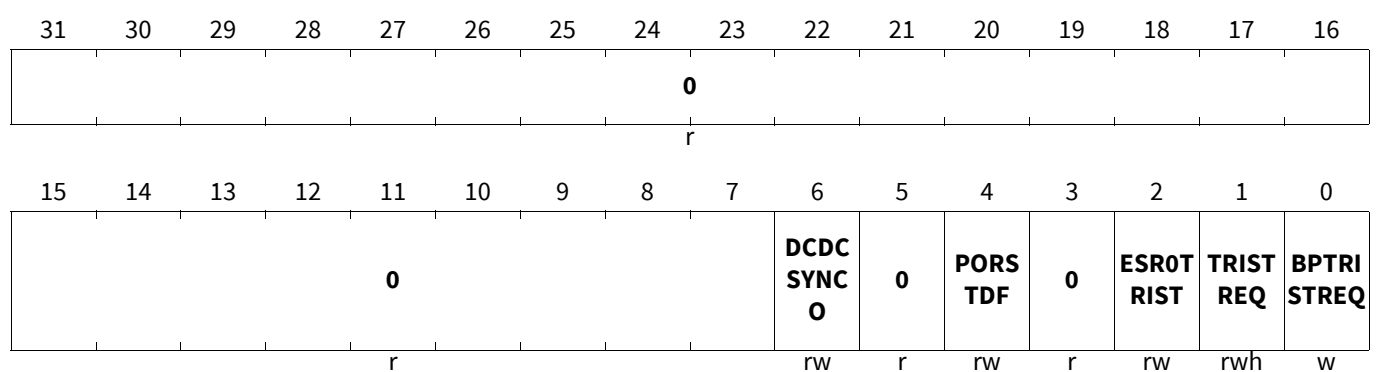 31 30 29 28 27 26 25 24 23 22 21 20 19 18 17 16
0
r
15 14 13 12 11 10 9 8 7 6 5 4 3 2 1 0
0 DCDC SYNC O 0 PORS TDF 0 ESR0T RIST TRIST REQ BPTRI STREQ
r rw r rw r rw rwh w